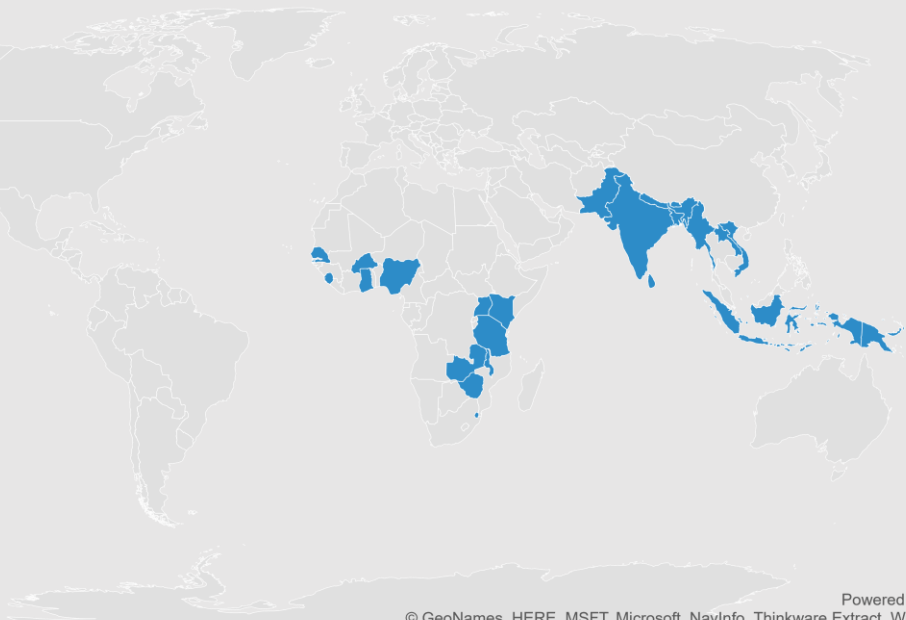 Powered
© GeoNames, HERE, MSFT, Microsoft, NavInfo, Thinkware Extract, W